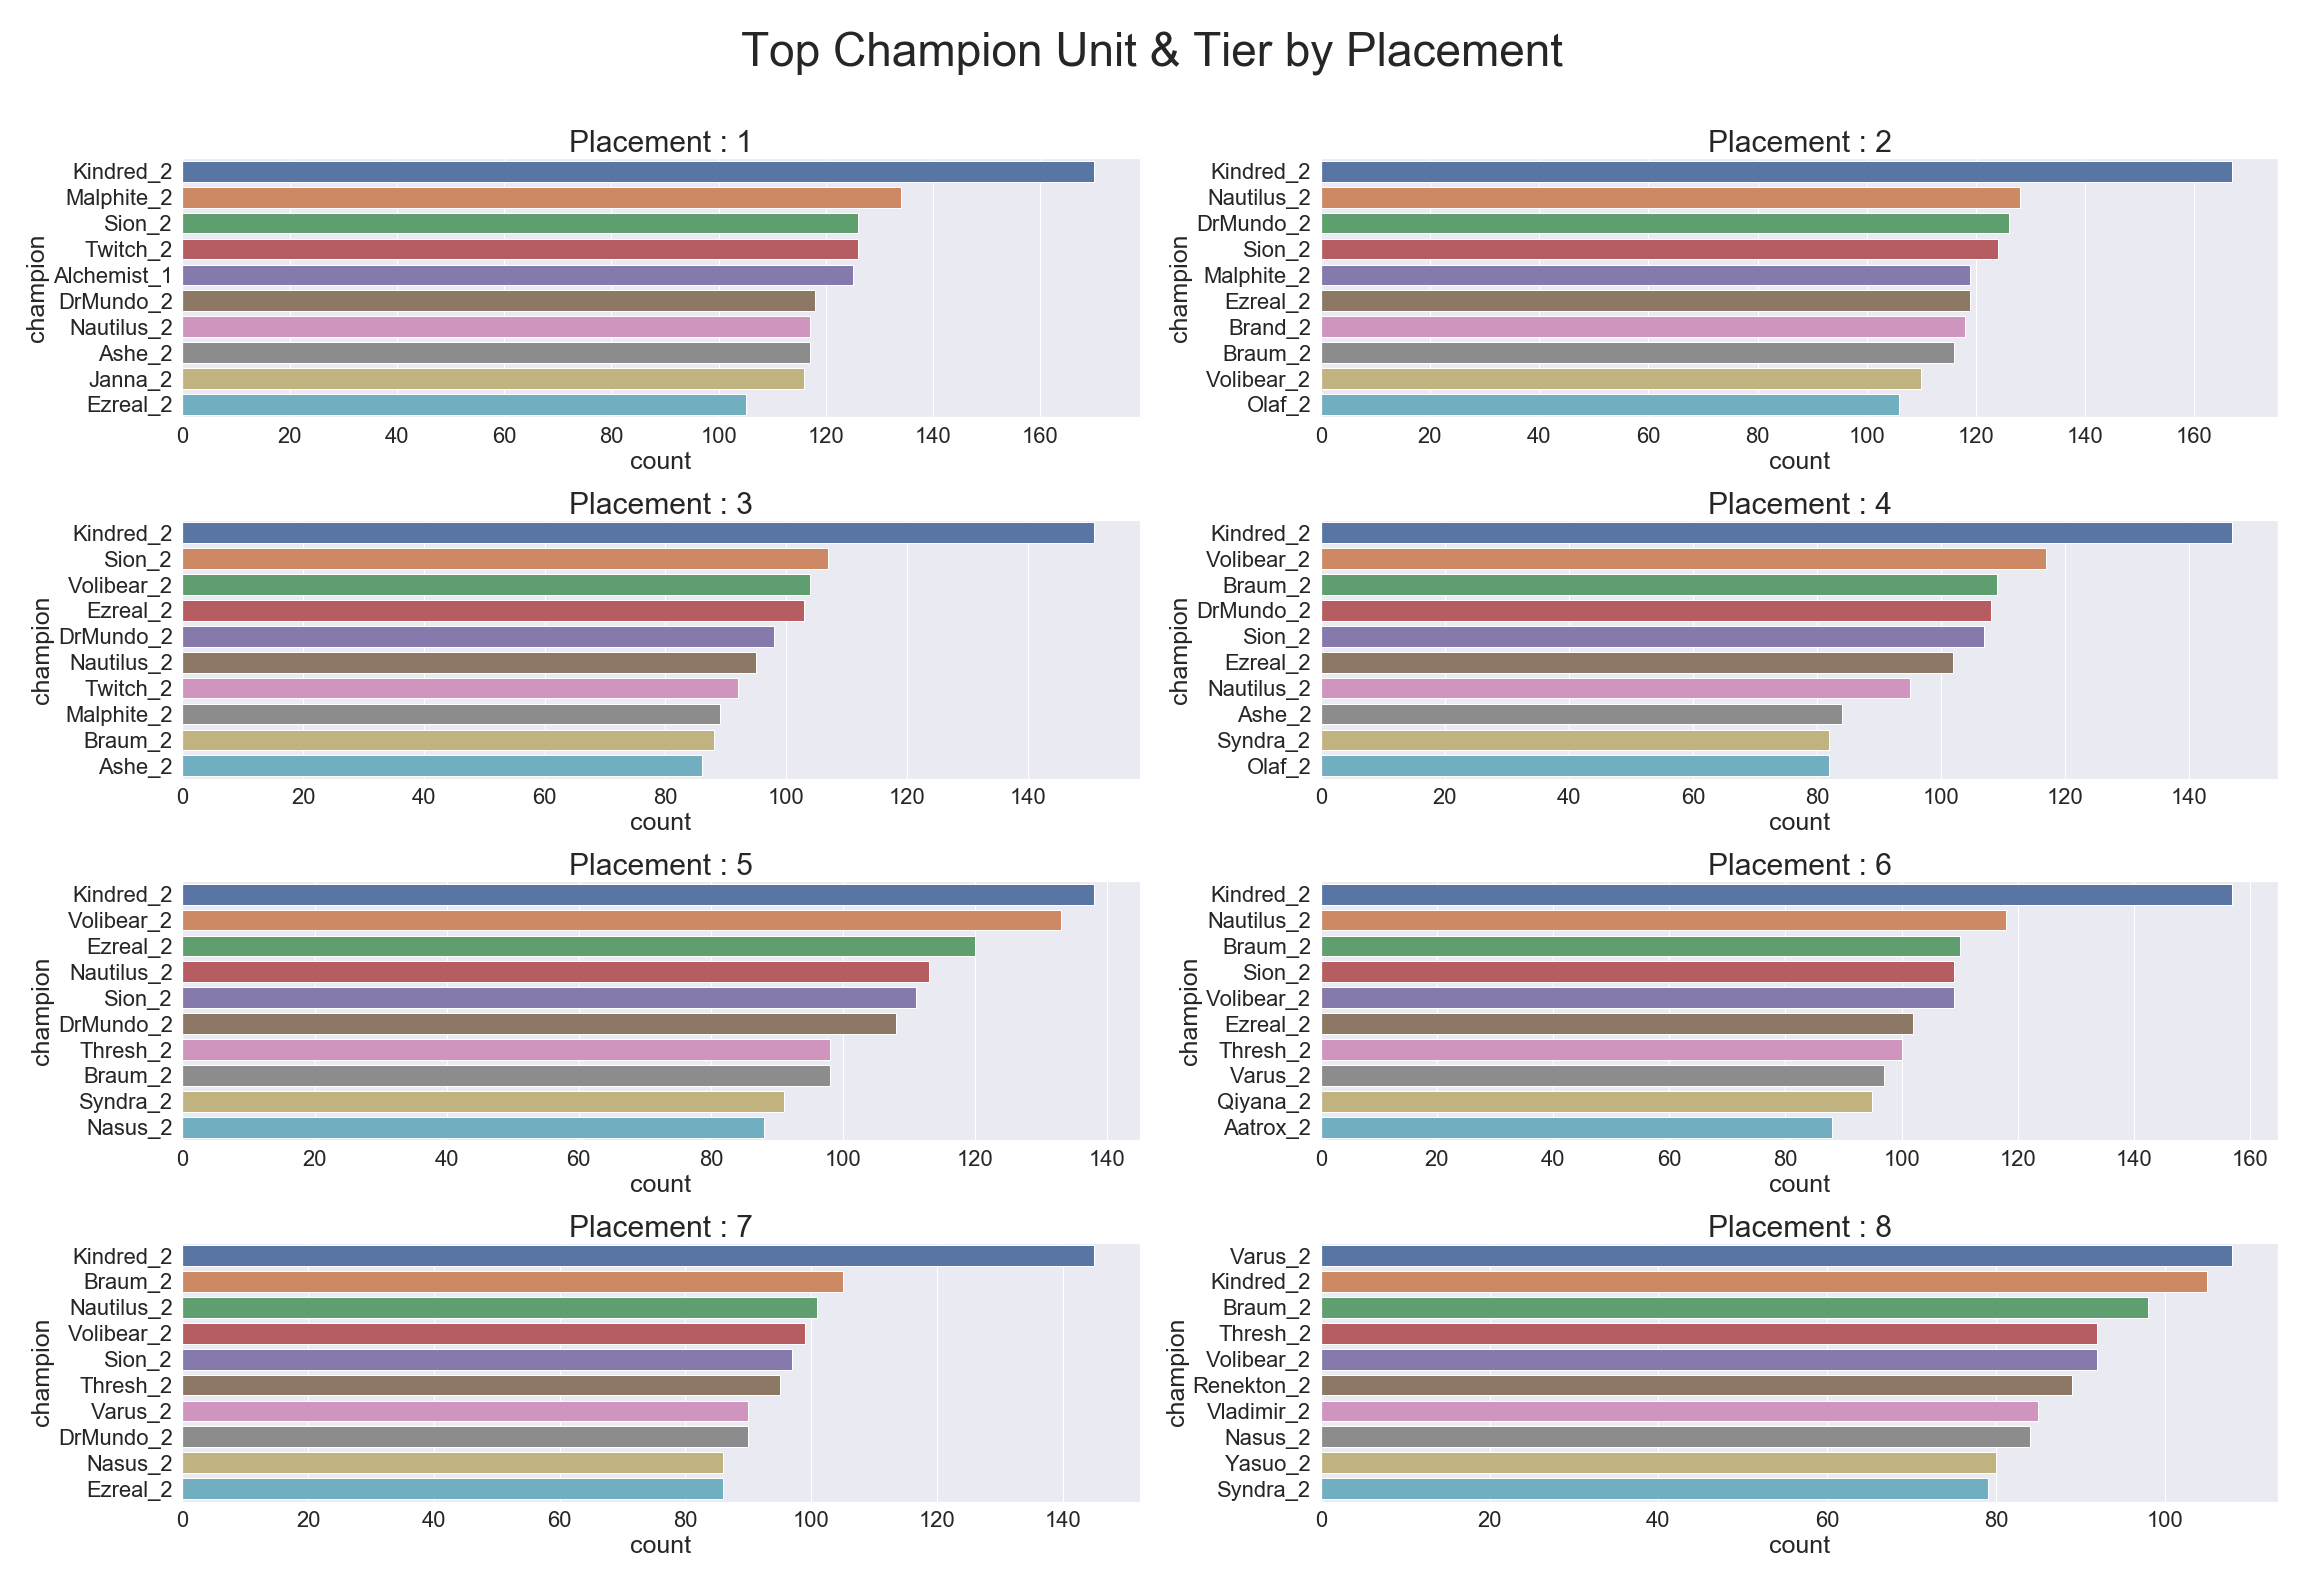 Top Champion Unit & Tier by Placement
Placement : 1
champion
Kindred_2
Malphite_2
Sion_2
Twitch_2
Alchemist_1
DrMundo_2
Nautilus_2
Ashe_2
Janna_2
Ezreal_2
0 20 40 60 80 100 120 140 160
count
Placement : 2
champion
Kindred_2
Nautilus_2
DrMundo_2
Sion_2
Malphite_2
Ezreal_2
Brand_2
Braum_2
Volibear_2
Olaf_2
0 20 40 60 80 100 120 140 160
count
Placement : 3
champion
Kindred_2
Sion_2
Volibear_2
Ezreal_2
DrMundo_2
Nautilus_2
Twitch_2
Malphite_2
Braum_2
Ashe_2
0 20 40 60 80 100 120 140
count
Placement : 4
champion
Kindred_2
Volibear_2
Braum_2
DrMundo_2
Sion_2
Ezreal_2
Nautilus_2
Ashe_2
Syndra_2
Olaf_2
0 20 40 60 80 100 120 140
count
Placement : 5
champion
Kindred_2
Volibear_2
Ezreal_2
Nautilus_2
Sion_2
DrMundo_2
Thresh_2
Braum_2
Syndra_2
Nasus_2
0 20 40 60 80 100 120 140
count
Placement : 6
champion
Kindred_2
Nautilus_2
Braum_2
Sion_2
Volibear_2
Ezreal_2
Thresh_2
Varus_2
Qiyana_2
Aatrox_2
0 20 40 60 80 100 120 140 160
count
Placement : 7
champion
Kindred_2
Braum_2
Nautilus_2
Volibear_2
Sion_2
Thresh_2
Varus_2
DrMundo_2
Nasus_2
Ezreal_2
0 20 40 60 80 100 120 140
count
Placement : 8
champion
Varus_2
Kindred_2
Braum_2
Thresh_2
Volibear_2
Renekton_2
Vladimir_2
Nasus_2
Yasuo_2
Syndra_2
0 20 40 60 80 100
count